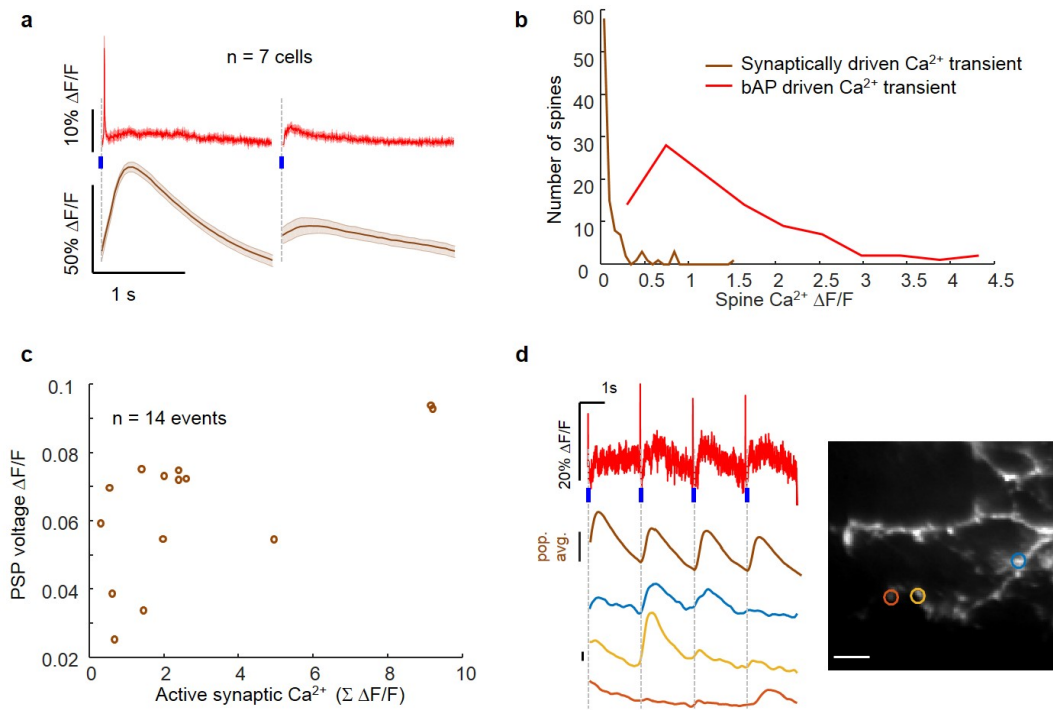 a
n = 7 cells
10% ΔF/F
50% ΔF/F
1 s
b
60
50
40
30
20
10
0
Number of spines
Synaptically driven Ca²⁺ transient
bAP driven Ca²⁺ transient
0 0.5 1 1.5 2 2.5 3 3.5 4 4.5
Spine Ca²⁺ ΔF/F
c
0.1
0.08
0.06
0.04
0.02
PSP voltage ΔF/F
n = 14 events
0 2 4 6 8 10
Active synaptic Ca²⁺ (Σ ΔF/F)
d
1s
20% ΔF/F
pop.
avg.